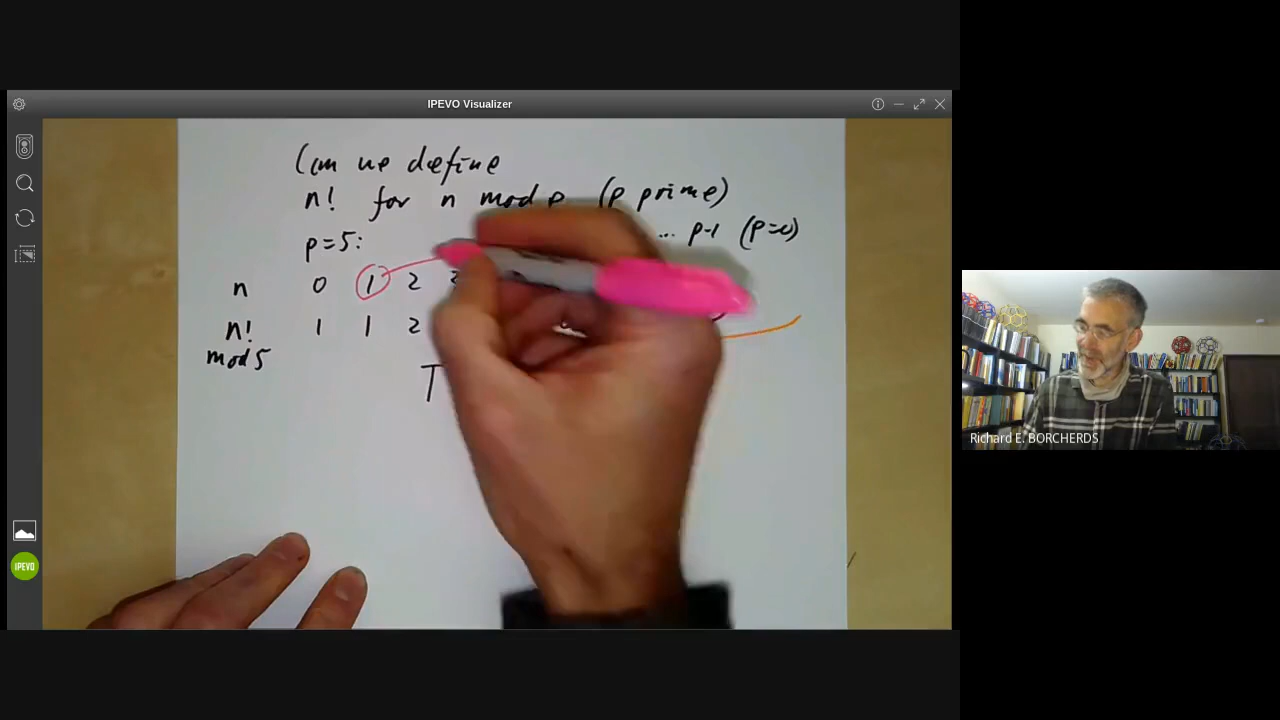 IPEVO Visualizer
Can we define
n! for n mod p (p prime)
... p-1 (p=0)
p=5:
n 0 1 2
n! 1 1 2
mod 5
T
IPEVO
Richard E. BORCHERDS